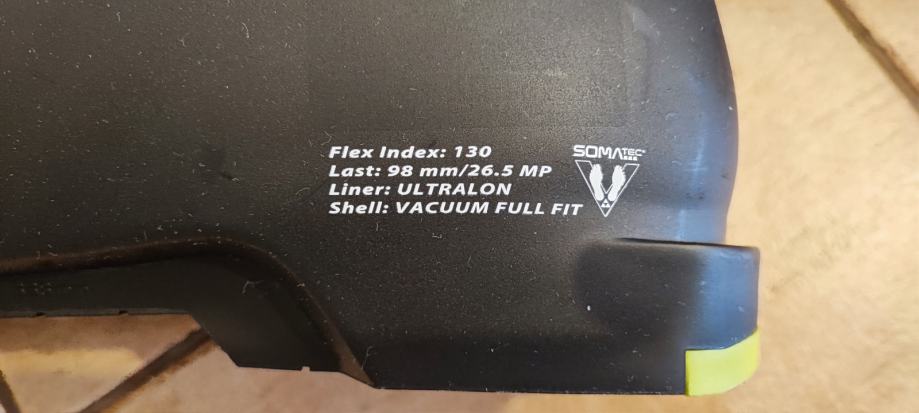 Flex Index: 130
Last: 98 mm/26.5 MP
Liner: ULTRALON
Shell: VACUUM FULL FIT
SOMATEC®